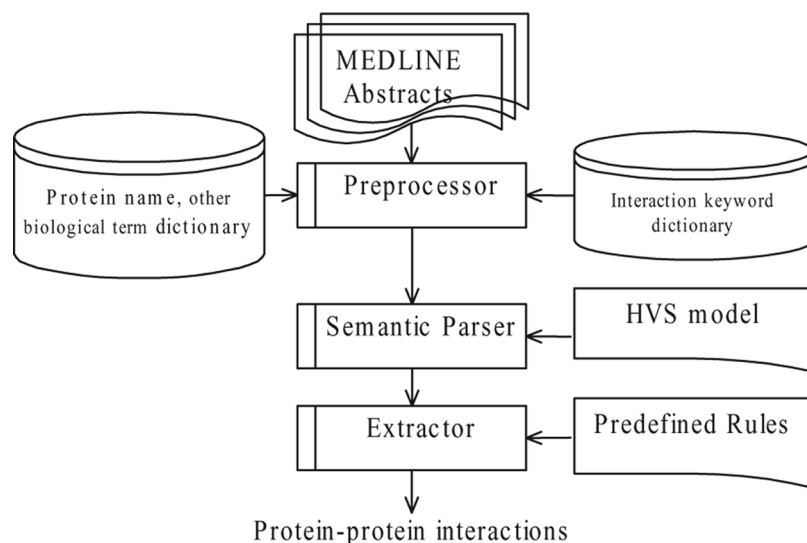 MEDLINE
Abstracts
Protein name, other
biological term dictionary
Preprocessor
Interaction keyword
dictionary
Semantic Parser
HVS model
Extractor
Predefined Rules
Protein-protein interactions